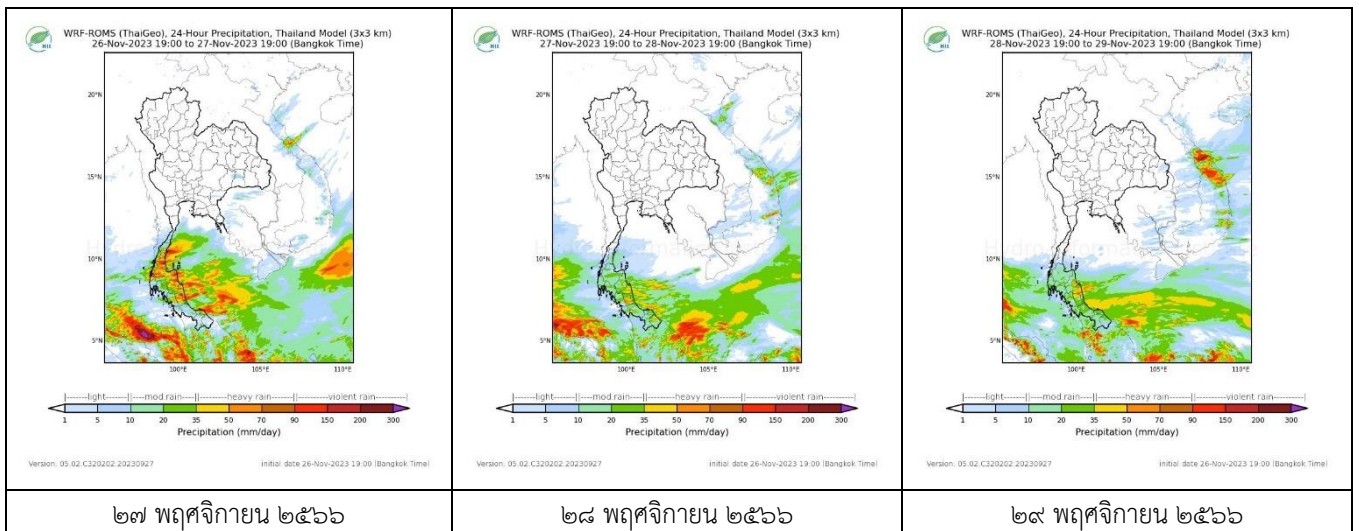 HII
WRF-ROMS (ThaiGeo), 24-Hour Precipitation, Thailand Model (3x3 km)
26-Nov-2023 19:00 to 27-Nov-2023 19:00 (Bangkok Time)
20°N
15°N
10°N
5°N
100°E 105°E 110°E
|-------light-------||----mod rain----||---------heavy rain--------||---------violent rain---------|
1 5 10 20 35 50 70 90 150 200 300
Precipitation (mm/day)
Version: 05.02.C320202.20230927 initial date 26-Nov-2023 19:00 (Bangkok Time)
๒๗ พฤศจิกายน ๒๕๖๖
HII
WRF-ROMS (ThaiGeo), 24-Hour Precipitation, Thailand Model (3x3 km)
27-Nov-2023 19:00 to 28-Nov-2023 19:00 (Bangkok Time)
20°N
15°N
10°N
5°N
100°E 105°E 110°E
|-------light-------||----mod rain----||---------heavy rain--------||---------violent rain---------|
1 5 10 20 35 50 70 90 150 200 300
Precipitation (mm/day)
Version: 05.02.C320202.20230927 initial date 26-Nov-2023 19:00 (Bangkok Time)
๒๘ พฤศจิกายน ๒๕๖๖
HII
WRF-ROMS (ThaiGeo), 24-Hour Precipitation, Thailand Model (3x3 km)
28-Nov-2023 19:00 to 29-Nov-2023 19:00 (Bangkok Time)
20°N
15°N
10°N
5°N
100°E 105°E 110°E
|-------light-------||----mod rain----||---------heavy rain--------||---------violent rain---------|
1 5 10 20 35 50 70 90 150 200 300
Precipitation (mm/day)
Version: 05.02.C320202.20230927 initial date 26-Nov-2023 19:00 (Bangkok Time)
๒๙ พฤศจิกายน ๒๕๖๖